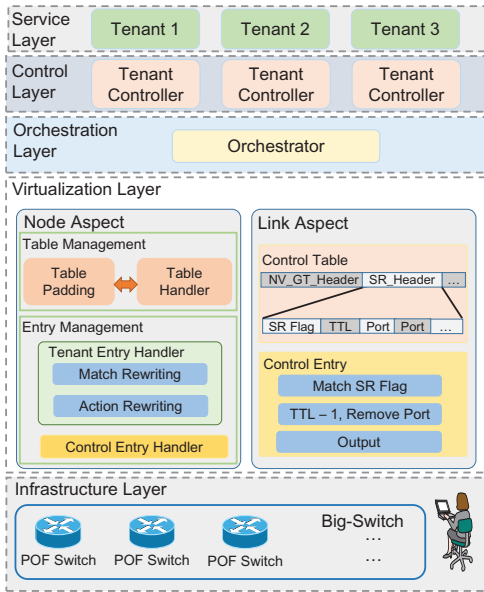 Service
Layer
Tenant 1
Tenant 2
Tenant 3
Control
Layer
Tenant
Controller
Tenant
Controller
Tenant
Controller
Orchestration
Layer
Orchestrator
Virtualization Layer
Node Aspect
Table Management
Table
Padding
Table
Handler
Entry Management
Tenant Entry Handler
Match Rewriting
Action Rewriting
Control Entry Handler
Link Aspect
Control Table
NV_GT_Header
SR_Header
...
SR Flag
TTL
Port
Port
...
Control Entry
Match SR Flag
TTL – 1, Remove Port
Output
Infrastructure Layer
POF Switch
POF Switch
POF Switch
Big-Switch
...
...